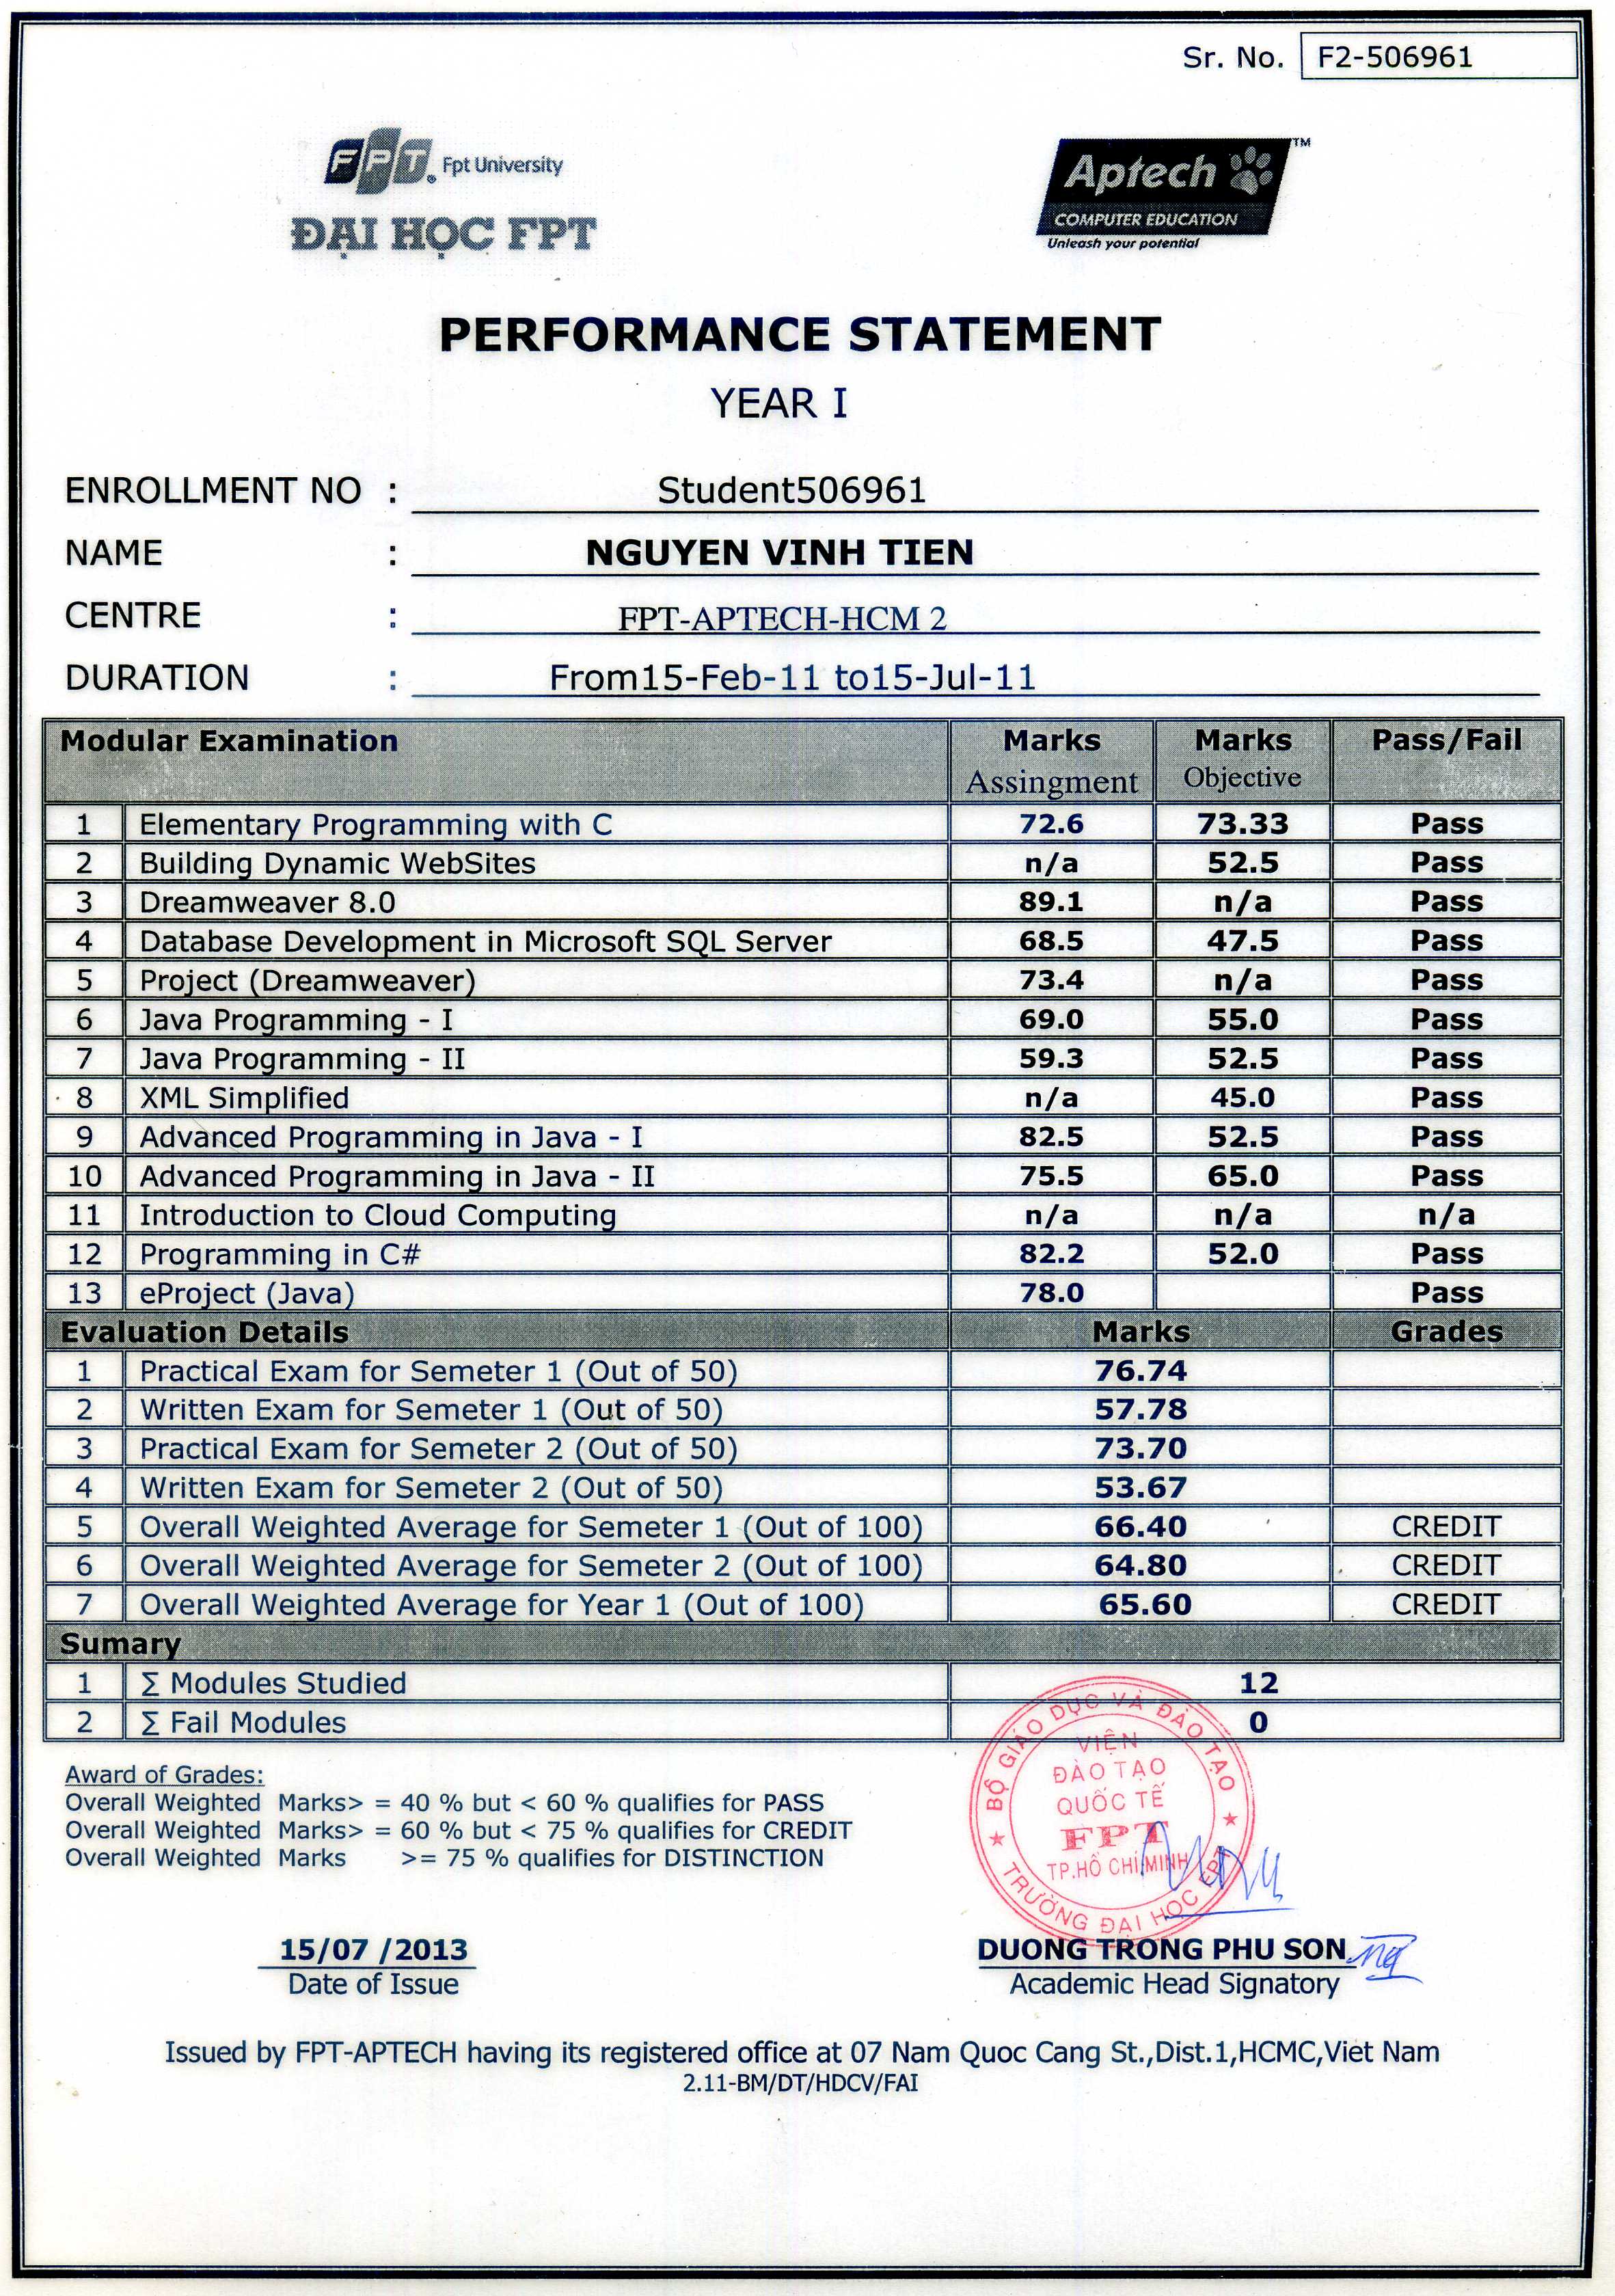 Sr. No. F2-506961
FPT Fpt University
ĐẠI HỌC FPT
Aptech ™
COMPUTER EDUCATION
Unleash your potential
PERFORMANCE STATEMENT
YEAR I
ENROLLMENT NO : Student506961
NAME : NGUYEN VINH TIEN
CENTRE : FPT-APTECH-HCM 2
DURATION : From15-Feb-11 to15-Jul-11
Modular Examination Marks Assingment Marks Objective Pass/Fail
1 Elementary Programming with C 72.6 73.33 Pass
2 Building Dynamic WebSites n/a 52.5 Pass
3 Dreamweaver 8.0 89.1 n/a Pass
4 Database Development in Microsoft SQL Server 68.5 47.5 Pass
5 Project (Dreamweaver) 73.4 n/a Pass
6 Java Programming - I 69.0 55.0 Pass
7 Java Programming - II 59.3 52.5 Pass
8 XML Simplified n/a 45.0 Pass
9 Advanced Programming in Java - I 82.5 52.5 Pass
10 Advanced Programming in Java - II 75.5 65.0 Pass
11 Introduction to Cloud Computing n/a n/a n/a
12 Programming in C# 82.2 52.0 Pass
13 eProject (Java) 78.0 Pass
Evaluation Details Marks Grades
1 Practical Exam for Semeter 1 (Out of 50) 76.74
2 Written Exam for Semeter 1 (Out of 50) 57.78
3 Practical Exam for Semeter 2 (Out of 50) 73.70
4 Written Exam for Semeter 2 (Out of 50) 53.67
5 Overall Weighted Average for Semeter 1 (Out of 100) 66.40 CREDIT
6 Overall Weighted Average for Semeter 2 (Out of 100) 64.80 CREDIT
7 Overall Weighted Average for Year 1 (Out of 100) 65.60 CREDIT
Sumary
1 ∑ Modules Studied 12
2 ∑ Fail Modules 0
Award of Grades:
Overall Weighted Marks> = 40 % but < 60 % qualifies for PASS
Overall Weighted Marks> = 60 % but < 75 % qualifies for CREDIT
Overall Weighted Marks >= 75 % qualifies for DISTINCTION
BỘ GIÁO DỤC VÀ ĐÀO TẠO
VIỆN
ĐÀO TẠO
QUỐC TẾ
FPT
TP.HỒ CHÍ MINH
TRƯỜNG ĐẠI HỌC FPT
15/07 /2013
Date of Issue
DUONG TRONG PHU SON
Academic Head Signatory
Issued by FPT-APTECH having its registered office at 07 Nam Quoc Cang St.,Dist.1,HCMC,Viet Nam
2.11-BM/DT/HDCV/FAI